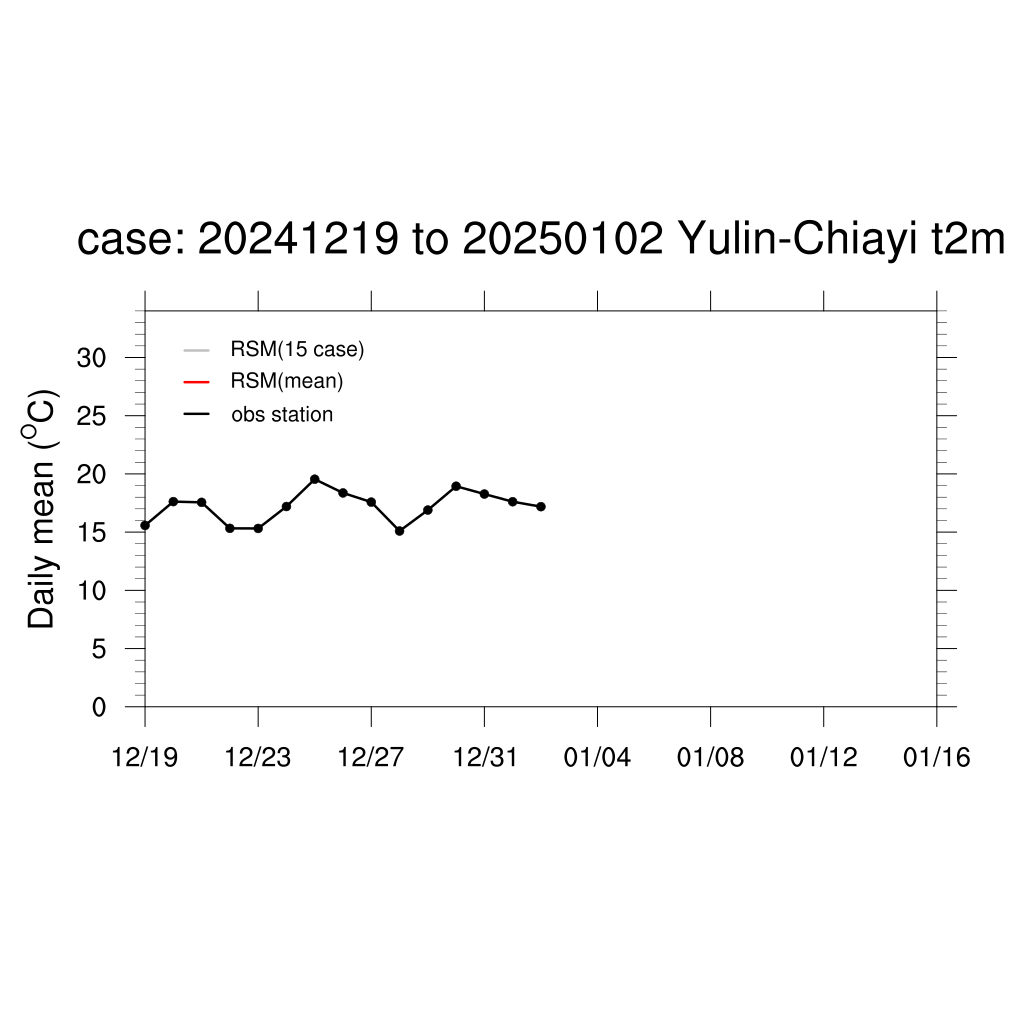 case: 20241219 to 20250102 Yulin-Chiayi t2m
RSM(15 case)
RSM(mean)
obs station
Daily mean (°C)
30
25
20
15
10
5
0
12/19 12/23 12/27 12/31 01/04 01/08 01/12 01/16